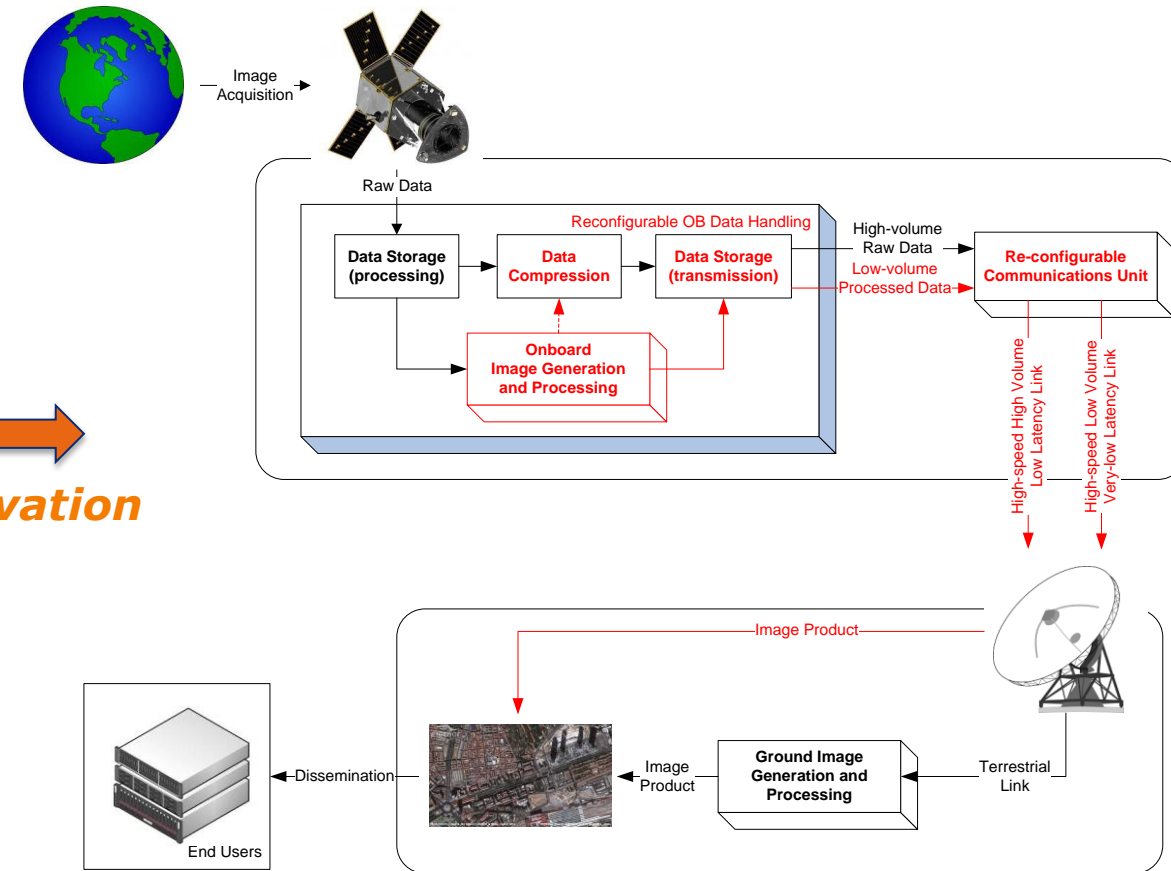 Image
Acquisition
Raw Data
Reconfigurable OB Data Handling
Data Storage
(processing)
Data
Compression
Data Storage
(transmission)
High-volume
Raw Data
Low-volume
Processed Data
Re-configurable
Communications Unit
Onboard
Image Generation
and Processing
High-speed High Volume
Low Latency Link
High-speed Low Volume
Very-low Latency Link
vation
Image Product
Ground Image
Generation and
Processing
Terrestrial
Link
Image
Product
Dissemination
End Users